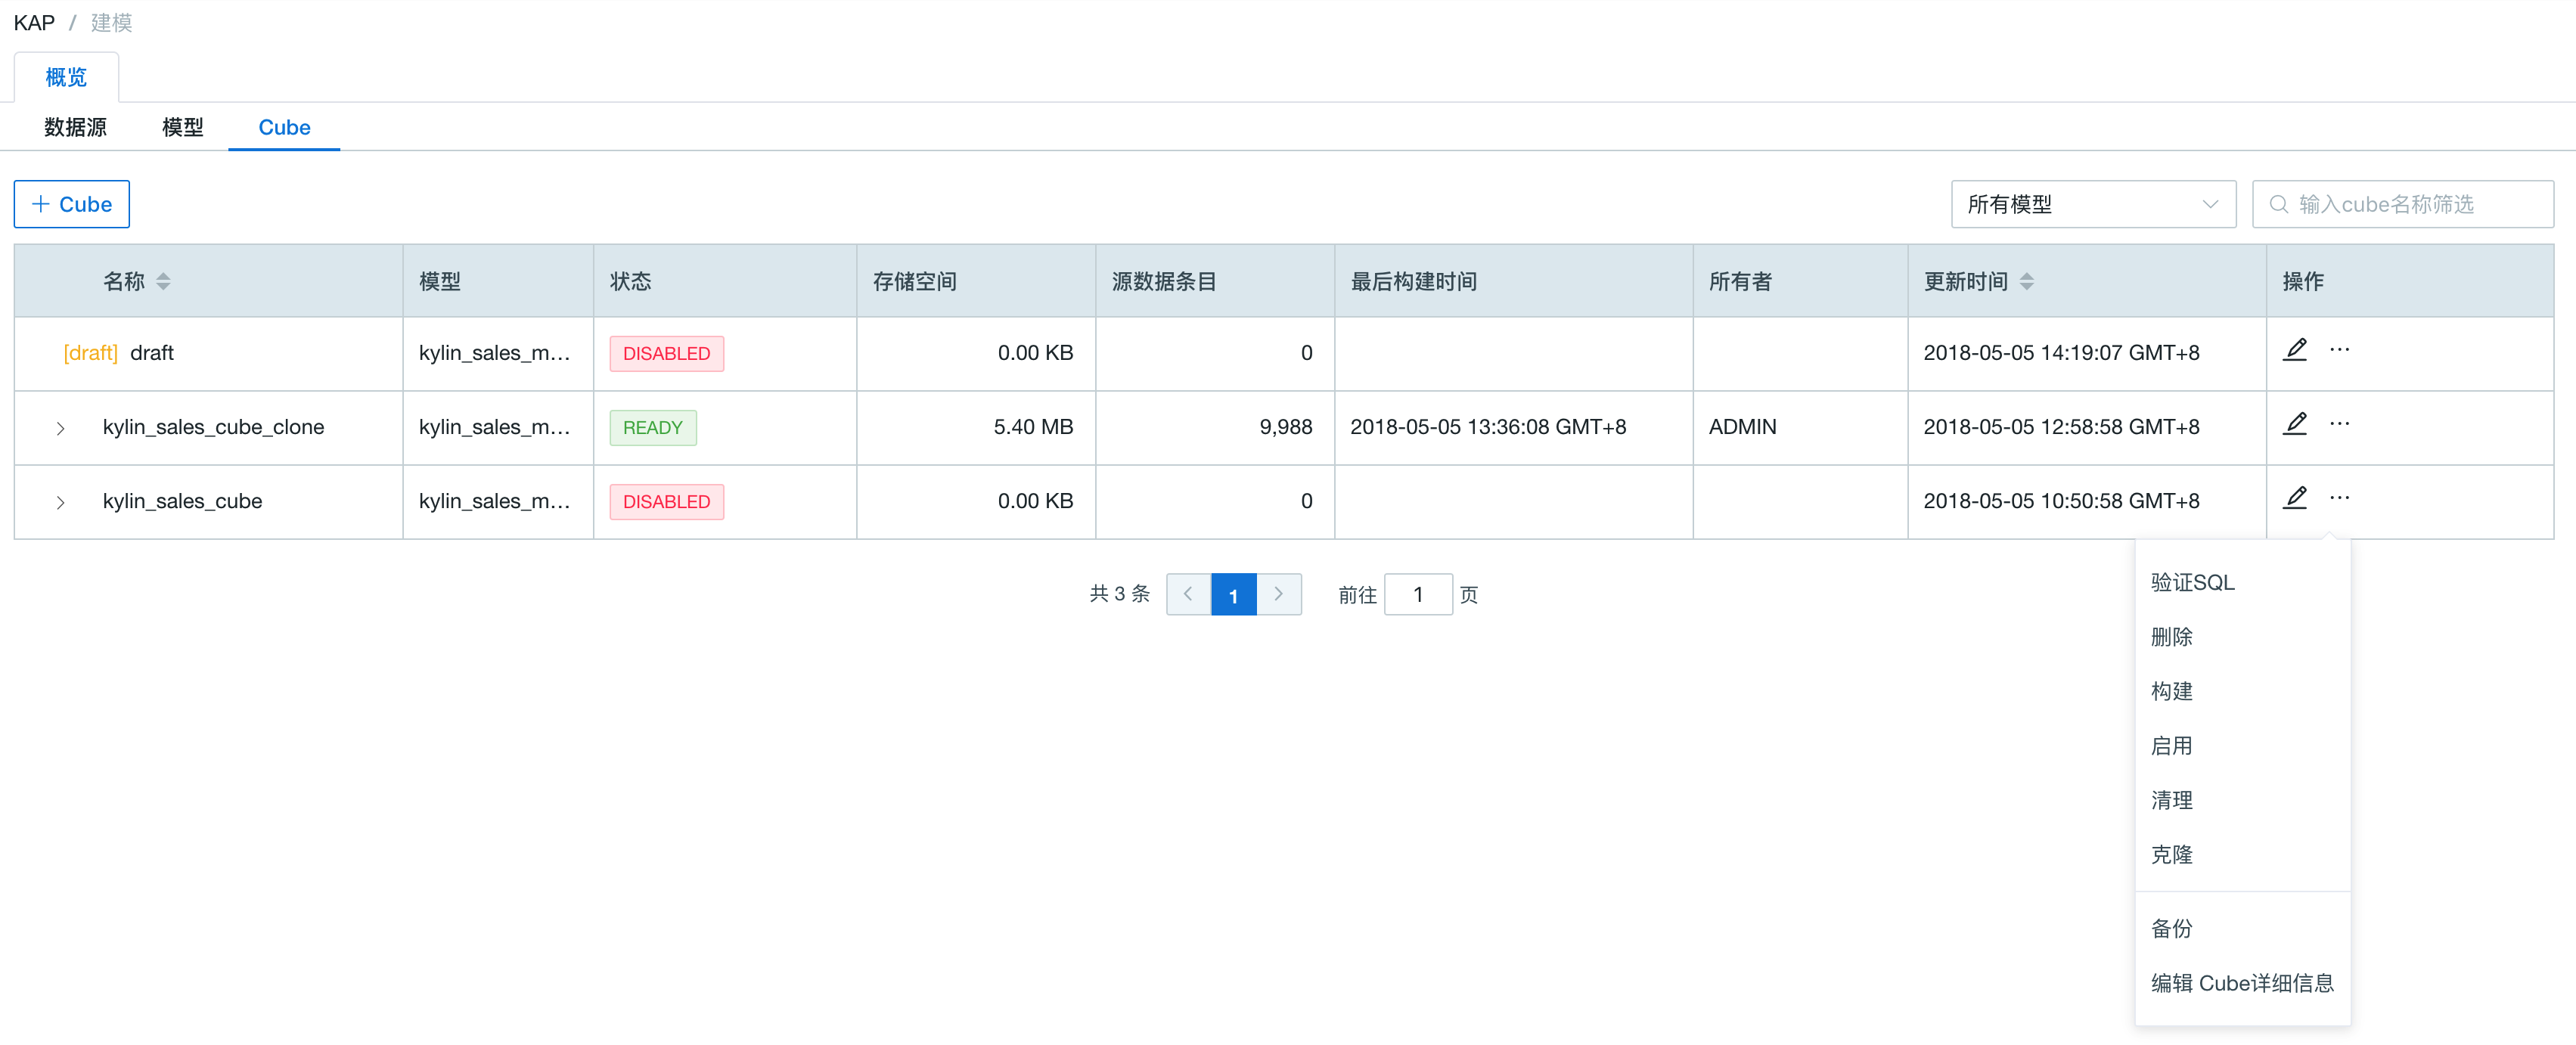 KAP / 建模
概览
数据源 模型 Cube
+ Cube 所有模型 输入cube名称筛选
名称 模型 状态 存储空间 源数据条目 最后构建时间 所有者 更新时间 操作
[draft] draft kylin_sales_m... DISABLED 0.00 KB 0 2018-05-05 14:19:07 GMT+8 ...
kylin_sales_cube_clone kylin_sales_m... READY 5.40 MB 9,988 2018-05-05 13:36:08 GMT+8 ADMIN 2018-05-05 12:58:58 GMT+8 ...
kylin_sales_cube kylin_sales_m... DISABLED 0.00 KB 0 2018-05-05 10:50:58 GMT+8 ...
共 3 条 < 1 > 前往 1 页
验证SQL
删除
构建
启用
清理
克隆
备份
编辑 Cube详细信息